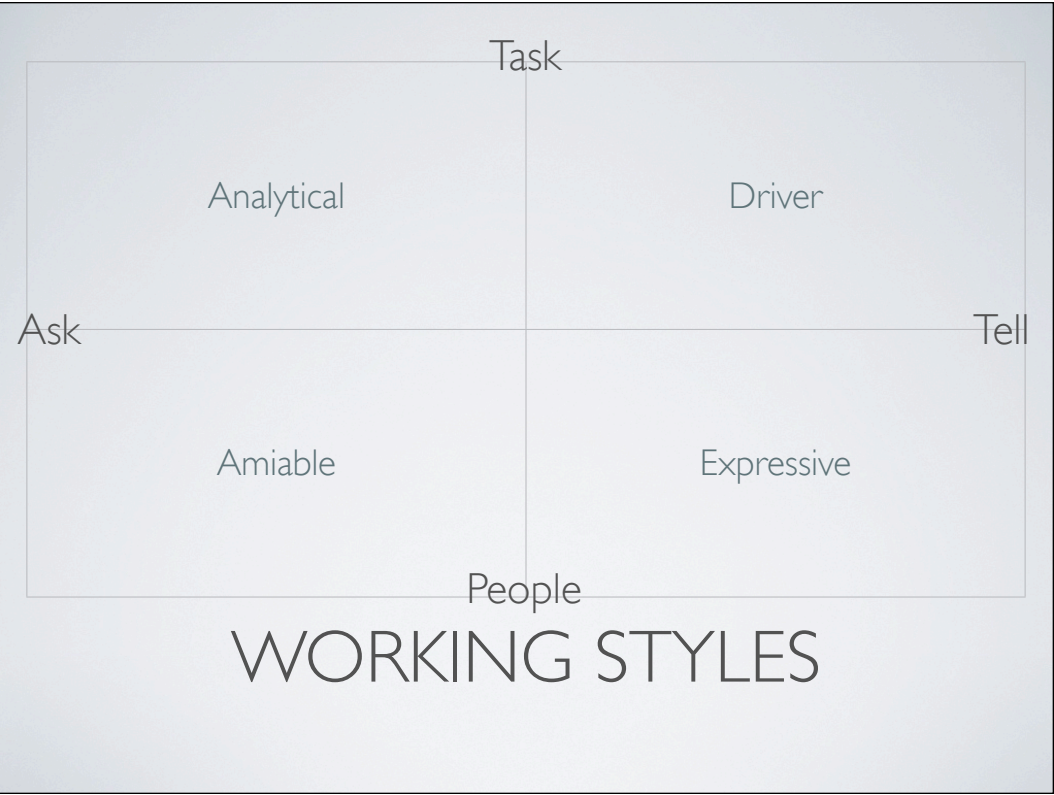 Task
Analytical
Driver
Ask
Tell
Amiable
Expressive
People
WORKING STYLES